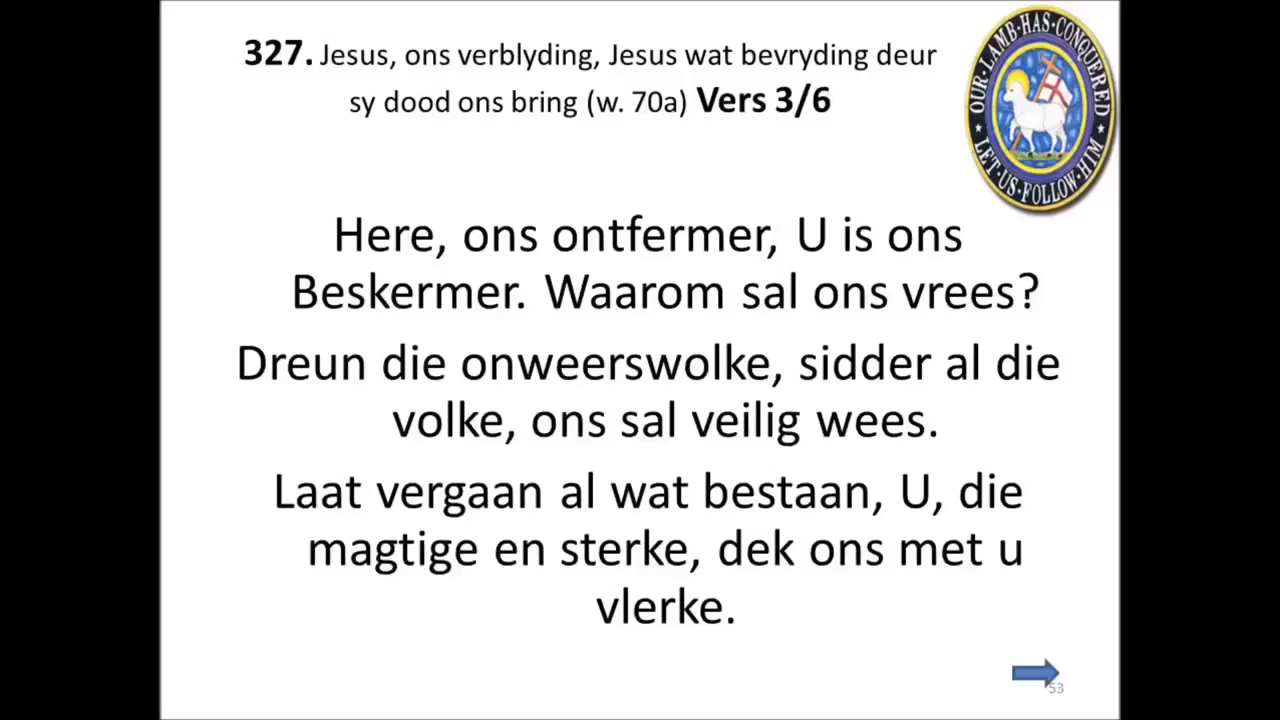 327. Jesus, ons verblyding, Jesus wat bevryding deur
sy dood ons bring (w. 70a) Vers 3/6
OUR·LAMB·HAS·CONQUERED
LET·US·FOLLOW·HIM
Here, ons ontfermer, U is ons
Beskermer. Waarom sal ons vrees?
Dreun die onweerswolke, sidder al die
volke, ons sal veilig wees.
Laat vergaan al wat bestaan, U, die
magtige en sterke, dek ons met u
vlerke.
53